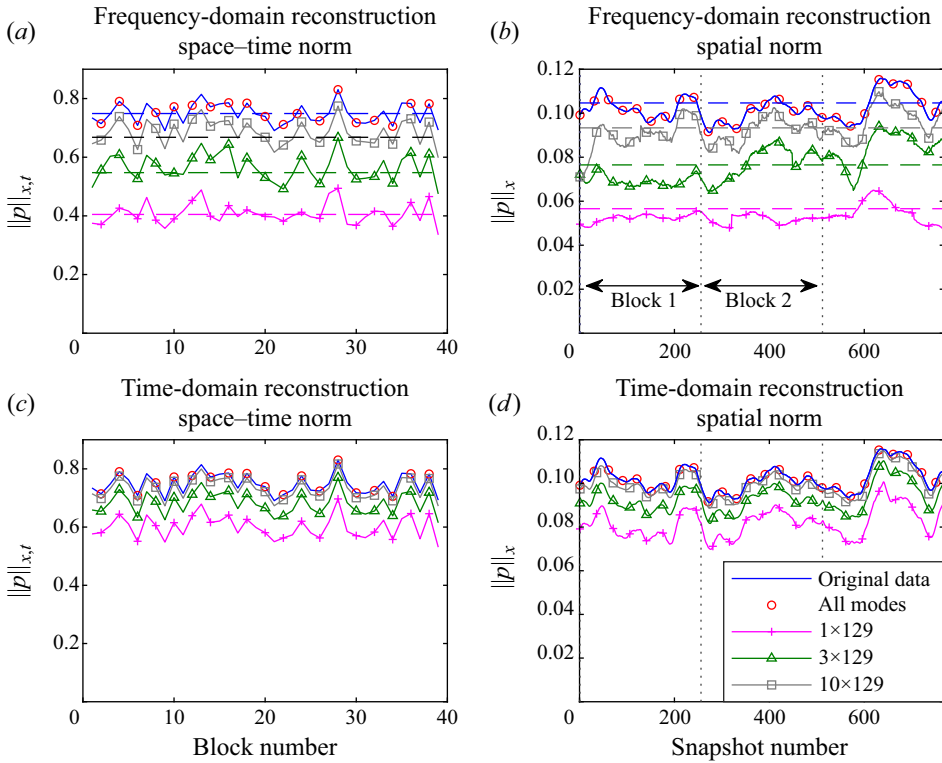 (a) Frequency-domain reconstruction
space–time norm
0.8
0.6
0.4
0.2
||p||x,t
0 10 20 30 40
(b) Frequency-domain reconstruction
spatial norm
0.12
0.10
0.08
0.06
0.04
0.02
||p||x
Block 1 Block 2
0 200 400 600
(c) Time-domain reconstruction
space–time norm
0.8
0.6
0.4
0.2
||p||x,t
0 10 20 30 40
Block number
(d) Time-domain reconstruction
spatial norm
0.12
0.10
0.08
0.06
0.04
0.02
||p||x
Original data
All modes
1×129
3×129
10×129
0 200 400 600
Snapshot number